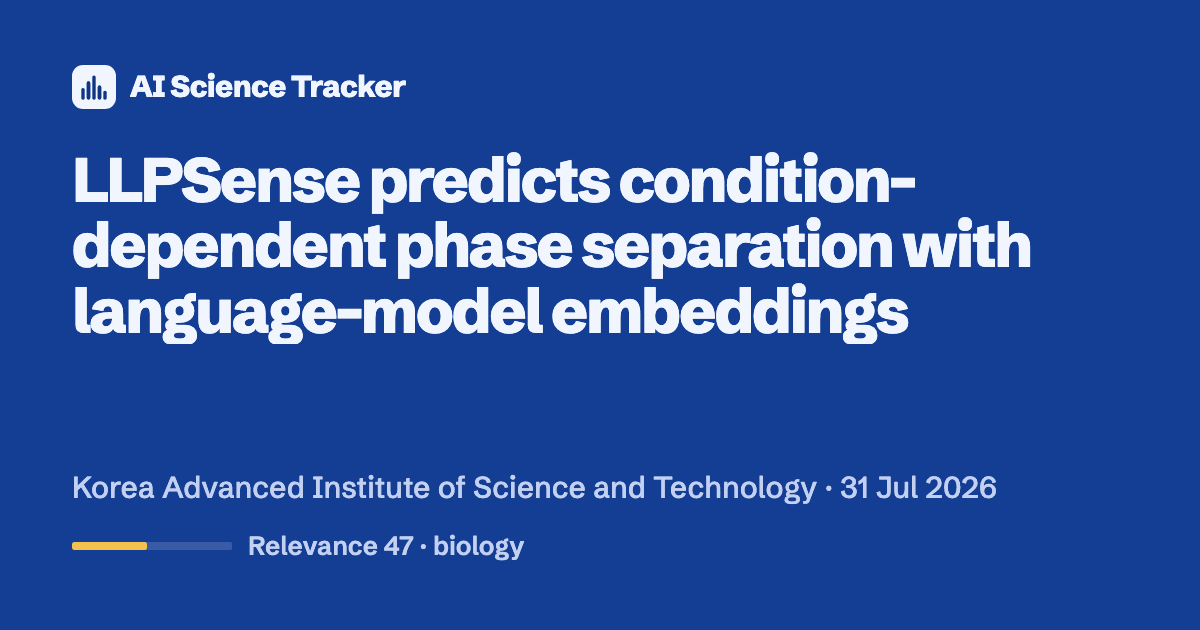 AI Science Tracker
LLPSense predicts condition-
dependent phase separation with
language-model embeddings
Korea Advanced Institute of Science and Technology · 31 Jul 2026
Relevance 47 · biology